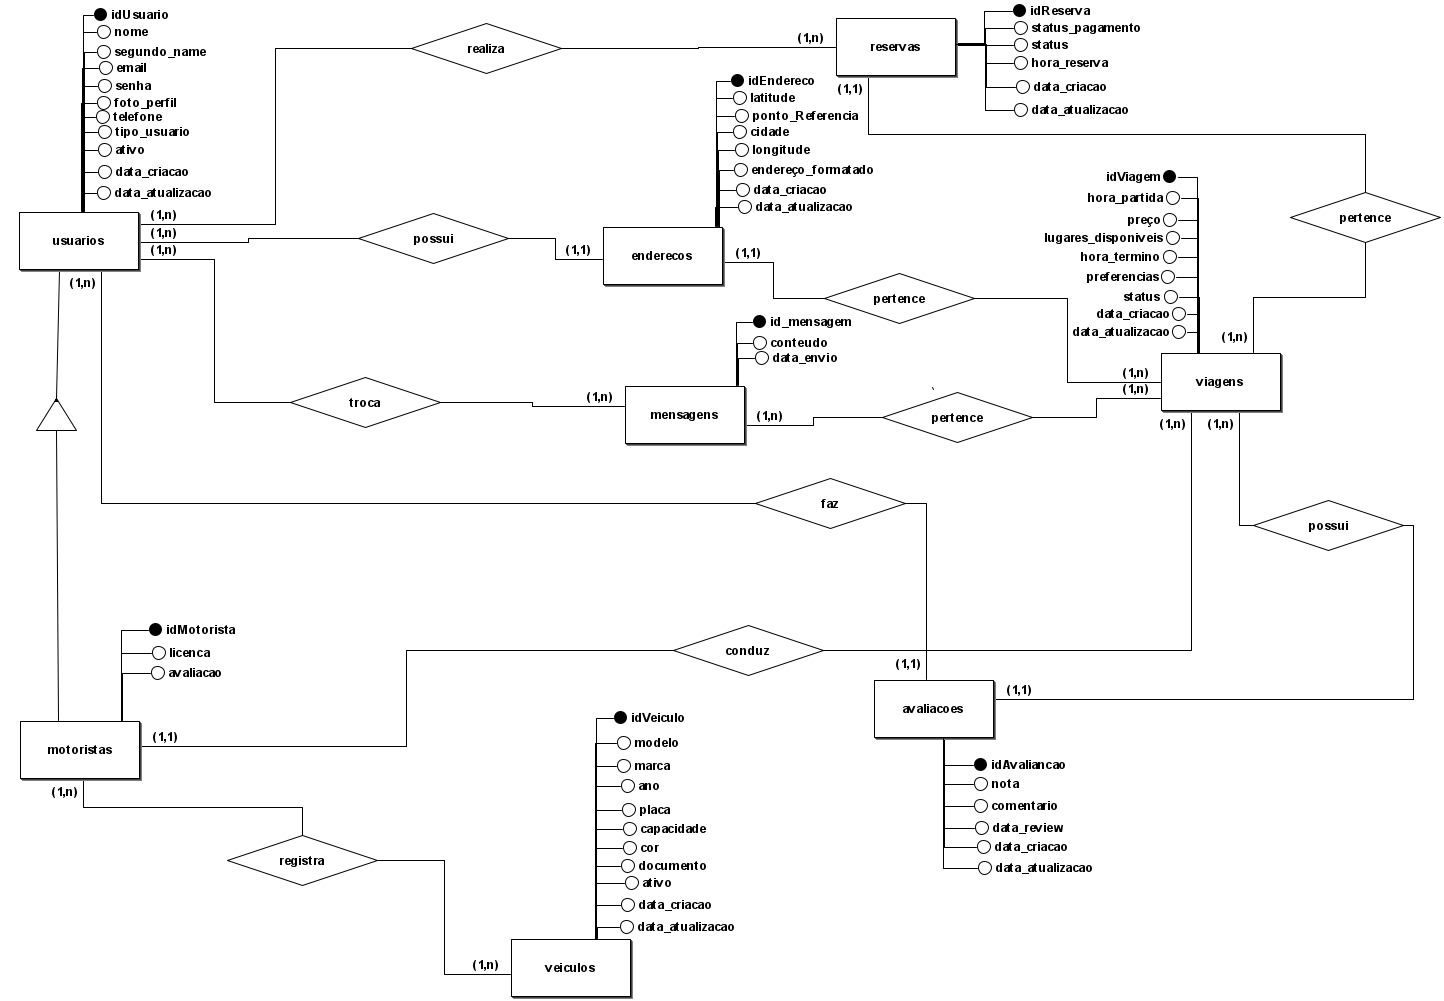 idUsuario
nome
segundo_name
email
senha
foto_perfil
telefone
tipo_usuario
ativo
data_criacao
data_atualizacao
usuarios
(1,n)
(1,n)
(1,n)
(1,n)
realiza
(1,n)
reservas
(1,1)
idReserva
status_pagamento
status
hora_reserva
data_criacao
data_atualizacao
idEndereco
latitude
ponto_Referencia
cidade
longitude
endereço_formatado
data_criacao
data_atualizacao
possui
(1,1)
enderecos
(1,1)
pertence
pertence
idViagem
hora_partida
preço
lugares_disponiveis
hora_termino
preferencias
status
data_criacao
data_atualizacao
(1,n)
viagens
(1,n)
(1,n)
(1,n)
(1,n)
id_mensagem
conteudo
data_envio
troca
(1,n)
mensagens
(1,n)
pertence
faz
possui
idMotorista
licenca
avaliacao
motoristas
(1,1)
(1,n)
conduz
(1,1)
avaliacoes
(1,1)
idAvaliancao
nota
comentario
data_review
data_criacao
data_atualizacao
registra
idVeiculo
modelo
marca
ano
placa
capacidade
cor
documento
ativo
data_criacao
data_atualizacao
(1,n)
veiculos